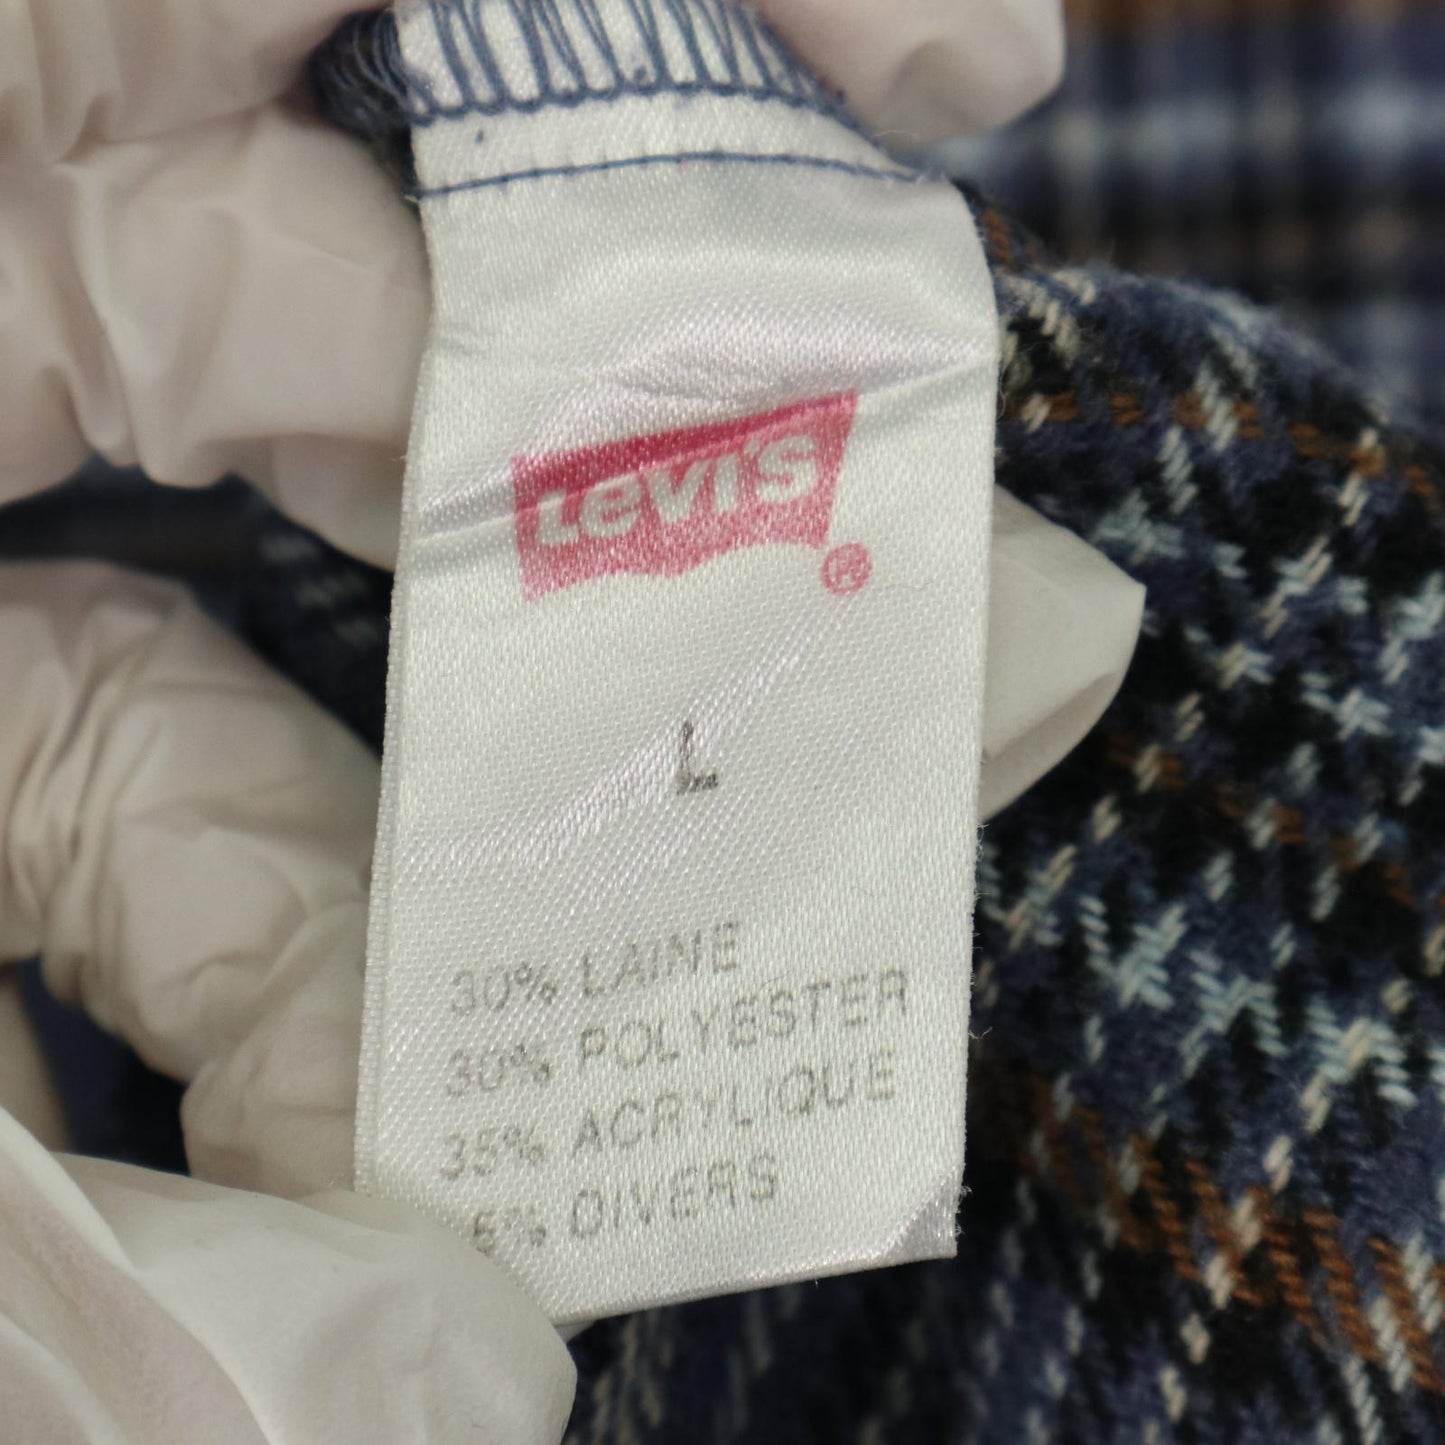 Levi's ®
L
30% LAINE
30% POLYESTER
35% ACRYLIQUE
5% DIVERS